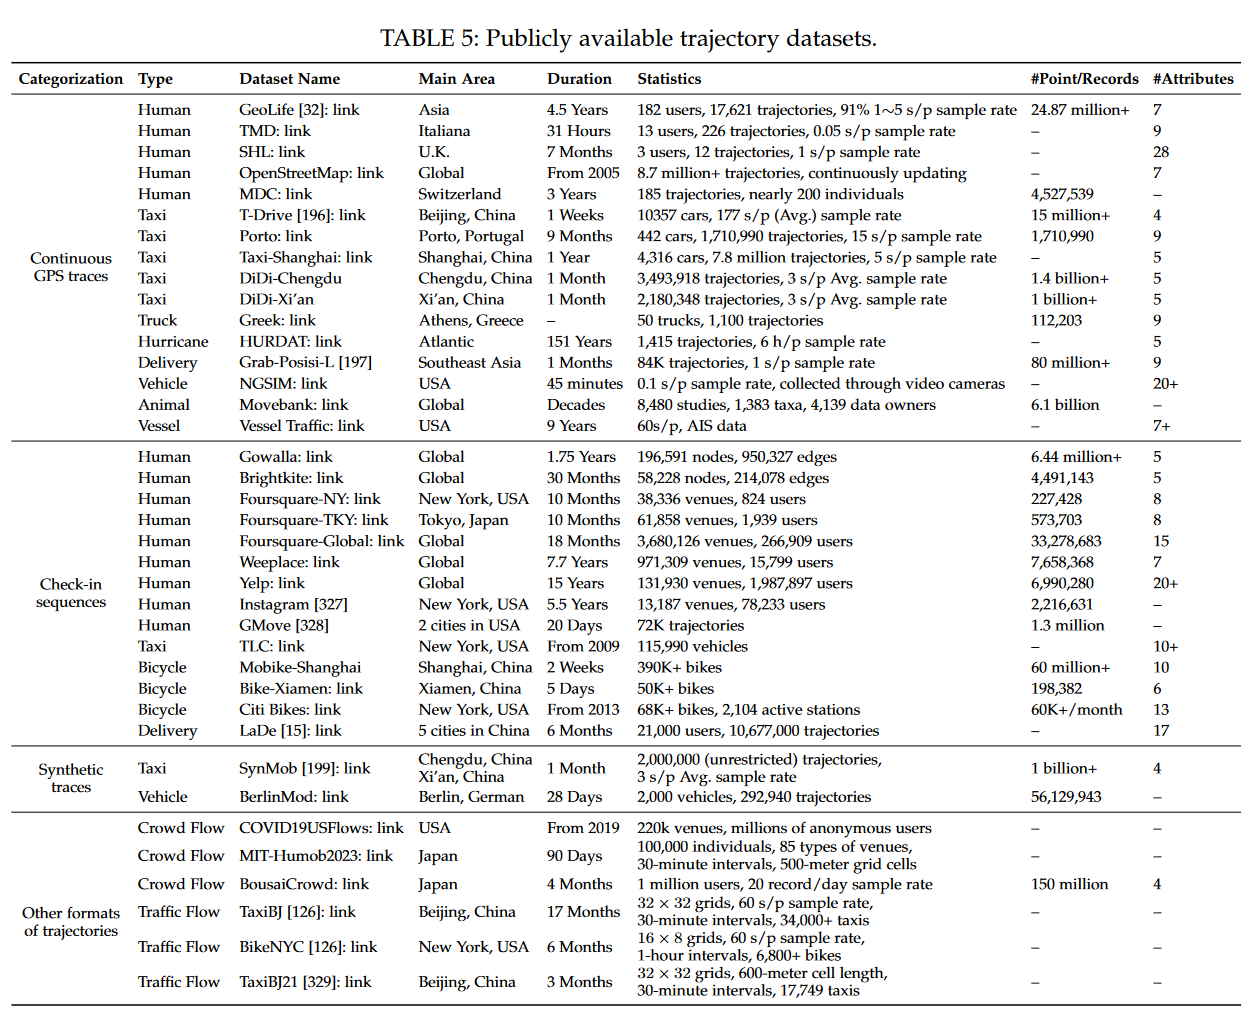 TABLE 5: Publicly available trajectory datasets.
Categorization Type Dataset Name Main Area Duration Statistics #Point/Records #Attributes
Continuous GPS traces
Human GeoLife [32]: link Asia 4.5 Years 182 users, 17,621 trajectories, 91% 1∼5 s/p sample rate 24.87 million+ 7
Human TMD: link Italiana 31 Hours 13 users, 226 trajectories, 0.05 s/p sample rate – 9
Human SHL: link U.K. 7 Months 3 users, 12 trajectories, 1 s/p sample rate – 28
Human OpenStreetMap: link Global From 2005 8.7 million+ trajectories, continuously updating 7
Human MDC: link Switzerland 3 Years 185 trajectories, nearly 200 individuals 4,527,539 –
Taxi T-Drive [196]: link Beijing, China 1 Weeks 10357 cars, 177 s/p (Avg.) sample rate 15 million+ 4
Taxi Porto: link Porto, Portugal 9 Months 442 cars, 1,710,990 trajectories, 15 s/p sample rate 1,710,990 9
Taxi Taxi-Shanghai: link Shanghai, China 1 Year 4,316 cars, 7.8 million trajectories, 5 s/p sample rate – 5
Taxi DiDi-Chengdu Chengdu, China 1 Month 3,493,918 trajectories, 3 s/p Avg. sample rate 1.4 billion+ 5
Taxi DiDi-Xi’an Xi’an, China 1 Month 2,180,348 trajectories, 3 s/p Avg. sample rate 1 billion+ 5
Truck Greek: link Athens, Greece – 50 trucks, 1,100 trajectories 112,203 9
Hurricane HURDAT: link Atlantic 151 Years 1,415 trajectories, 6 h/p sample rate – 5
Delivery Grab-Posisi-L [197] Southeast Asia 1 Months 84K trajectories, 1 s/p sample rate 80 million+ 9
Vehicle NGSIM: link USA 45 minutes 0.1 s/p sample rate, collected through video cameras – 20+
Animal Movebank: link Global Decades 8,480 studies, 1,383 taxa, 4,139 data owners 6.1 billion –
Vessel Vessel Traffic: link USA 9 Years 60s/p, AIS data – 7+
Check-in sequences
Human Gowalla: link Global 1.75 Years 196,591 nodes, 950,327 edges 6.44 million+ 5
Human Brightkite: link Global 30 Months 58,228 nodes, 214,078 edges 4,491,143 5
Human Foursquare-NY: link New York, USA 10 Months 38,336 venues, 824 users 227,428 8
Human Foursquare-TKY: link Tokyo, Japan 10 Months 61,858 venues, 1,939 users 573,703 8
Human Foursquare-Global: link Global 18 Months 3,680,126 venues, 266,909 users 33,278,683 15
Human Weeplace: link Global 7.7 Years 971,309 venues, 15,799 users 7,658,368 7
Human Yelp: link Global 15 Years 131,930 venues, 1,987,897 users 6,990,280 20+
Human Instagram [327] New York, USA 5.5 Years 13,187 venues, 78,233 users 2,216,631 –
Human GMove [328] 2 cities in USA 20 Days 72K trajectories 1.3 million –
Taxi TLC: link New York, USA From 2009 115,990 vehicles – 10+
Bicycle Mobike-Shanghai Shanghai, China 2 Weeks 390K+ bikes 60 million+ 10
Bicycle Bike-Xiamen: link Xiamen, China 5 Days 50K+ bikes 198,382 6
Bicycle Citi Bikes: link New York, USA From 2013 68K+ bikes, 2,104 active stations 60K+/month 13
Delivery LaDe [15]: link 5 cities in China 6 Months 21,000 users, 10,677,000 trajectories – 17
Synthetic traces
Taxi SynMob [199]: link Chengdu, China Xi’an, China 1 Month 2,000,000 (unrestricted) trajectories, 3 s/p Avg. sample rate 1 billion+ 4
Vehicle BerlinMod: link Berlin, German 28 Days 2,000 vehicles, 292,940 trajectories 56,129,943 –
Other formats of trajectories
Crowd Flow COVID19USFlows: link USA From 2019 220k venues, millions of anonymous users – –
Crowd Flow MIT-Humob2023: link Japan 90 Days 100,000 individuals, 85 types of venues, 30-minute intervals, 500-meter grid cells – –
Crowd Flow BousaiCrowd: link Japan 4 Months 1 million users, 20 record/day sample rate 150 million 4
Traffic Flow TaxiBJ [126]: link Beijing, China 17 Months 32 × 32 grids, 60 s/p sample rate, 30-minute intervals, 34,000+ taxis – –
Traffic Flow BikeNYC [126]: link New York, USA 6 Months 16 × 8 grids, 60 s/p sample rate, 1-hour intervals, 6,800+ bikes – –
Traffic Flow TaxiBJ21 [329]: link Beijing, China 3 Months 32 × 32 grids, 600-meter cell length, 30-minute intervals, 17,749 taxis – –